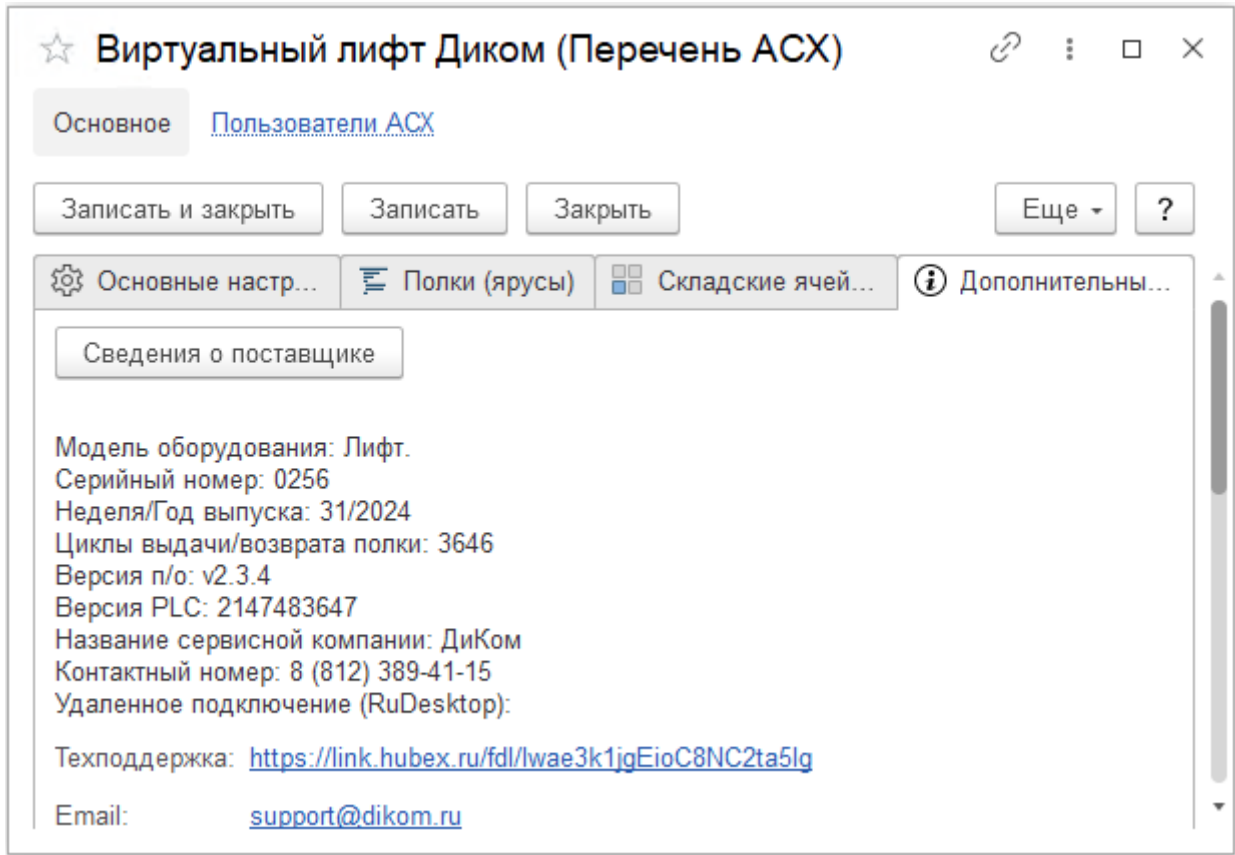 Виртуальный лифт Диком (Перечень АСХ)
Основное Пользователи АСХ
Записать и закрыть Записать Закрыть Еще ?
Основные настр... Полки (ярусы) Складские ячей... Дополнительны...
Сведения о поставщике
Модель оборудования: Лифт.
Серийный номер: 0256
Неделя/Год выпуска: 31/2024
Циклы выдачи/возврата полки: 3646
Версия п/о: v2.3.4
Версия PLC: 2147483647
Название сервисной компании: ДиКом
Контактный номер: 8 (812) 389-41-15
Удаленное подключение (RuDesktop):
Техподдержка: https://link.hubex.ru/fdl/lwae3k1jgEioC8NC2ta5lg
Email: support@dikom.ru